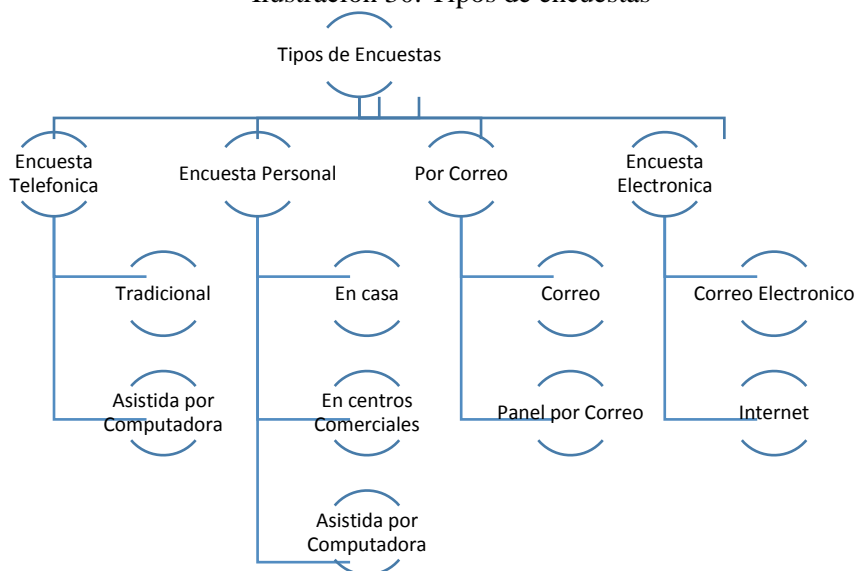 Ilustración 30: Tipos de encuestas
Tipos de Encuestas
Encuesta
Telefonica
Encuesta Personal
Por Correo
Encuesta
Electronica
Tradicional
En casa
Correo
Correo Electronico
Asistida por
Computadora
En centros
Comerciales
Panel por Correo
Internet
Asistida por
Computadora